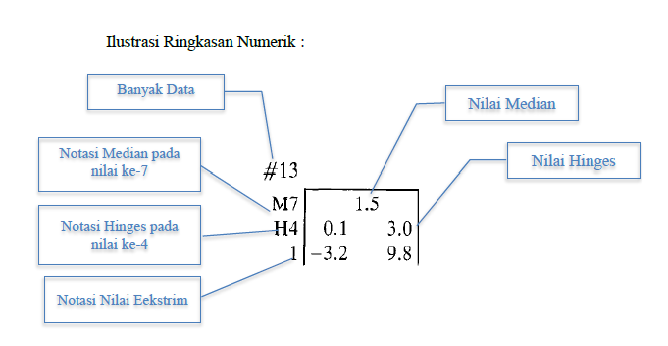 Ilustrasi Ringkasan Numerik :
Banyak Data
Nilai Median
Notasi Median pada
nilai ke-7
Nilai Hinges
#13
M7 1.5
H4 0.1 3.0
1 −3.2 9.8
Notasi Hinges pada
nilai ke-4
Notasi Nilai Eekstrim